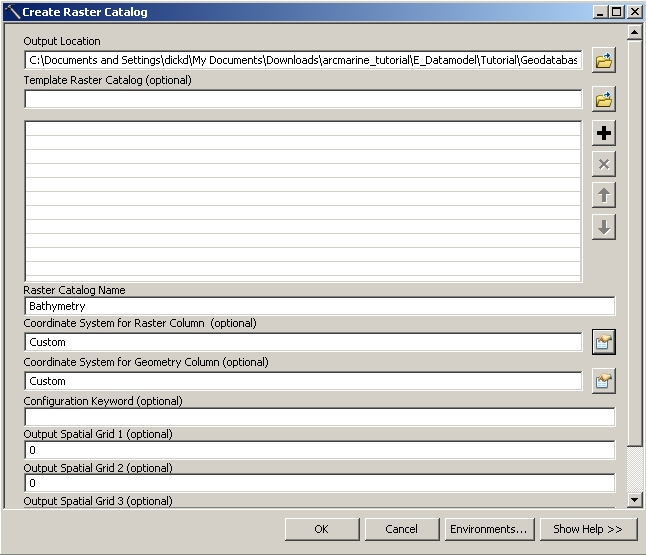 Create Raster Catalog
Output Location
C:\Documents and Settings\dickd\My Documents\Downloads\arcmarine_tutorial\E_Datamodel\Tutorial\Geodatabas
Template Raster Catalog (optional)
Raster Catalog Name
Bathymetry
Coordinate System for Raster Column (optional)
Custom
Coordinate System for Geometry Column (optional)
Custom
Configuration Keyword (optional)
Output Spatial Grid 1 (optional)
0
Output Spatial Grid 2 (optional)
0
Output Spatial Grid 3 (optional)
OK Cancel Environments... Show Help >>